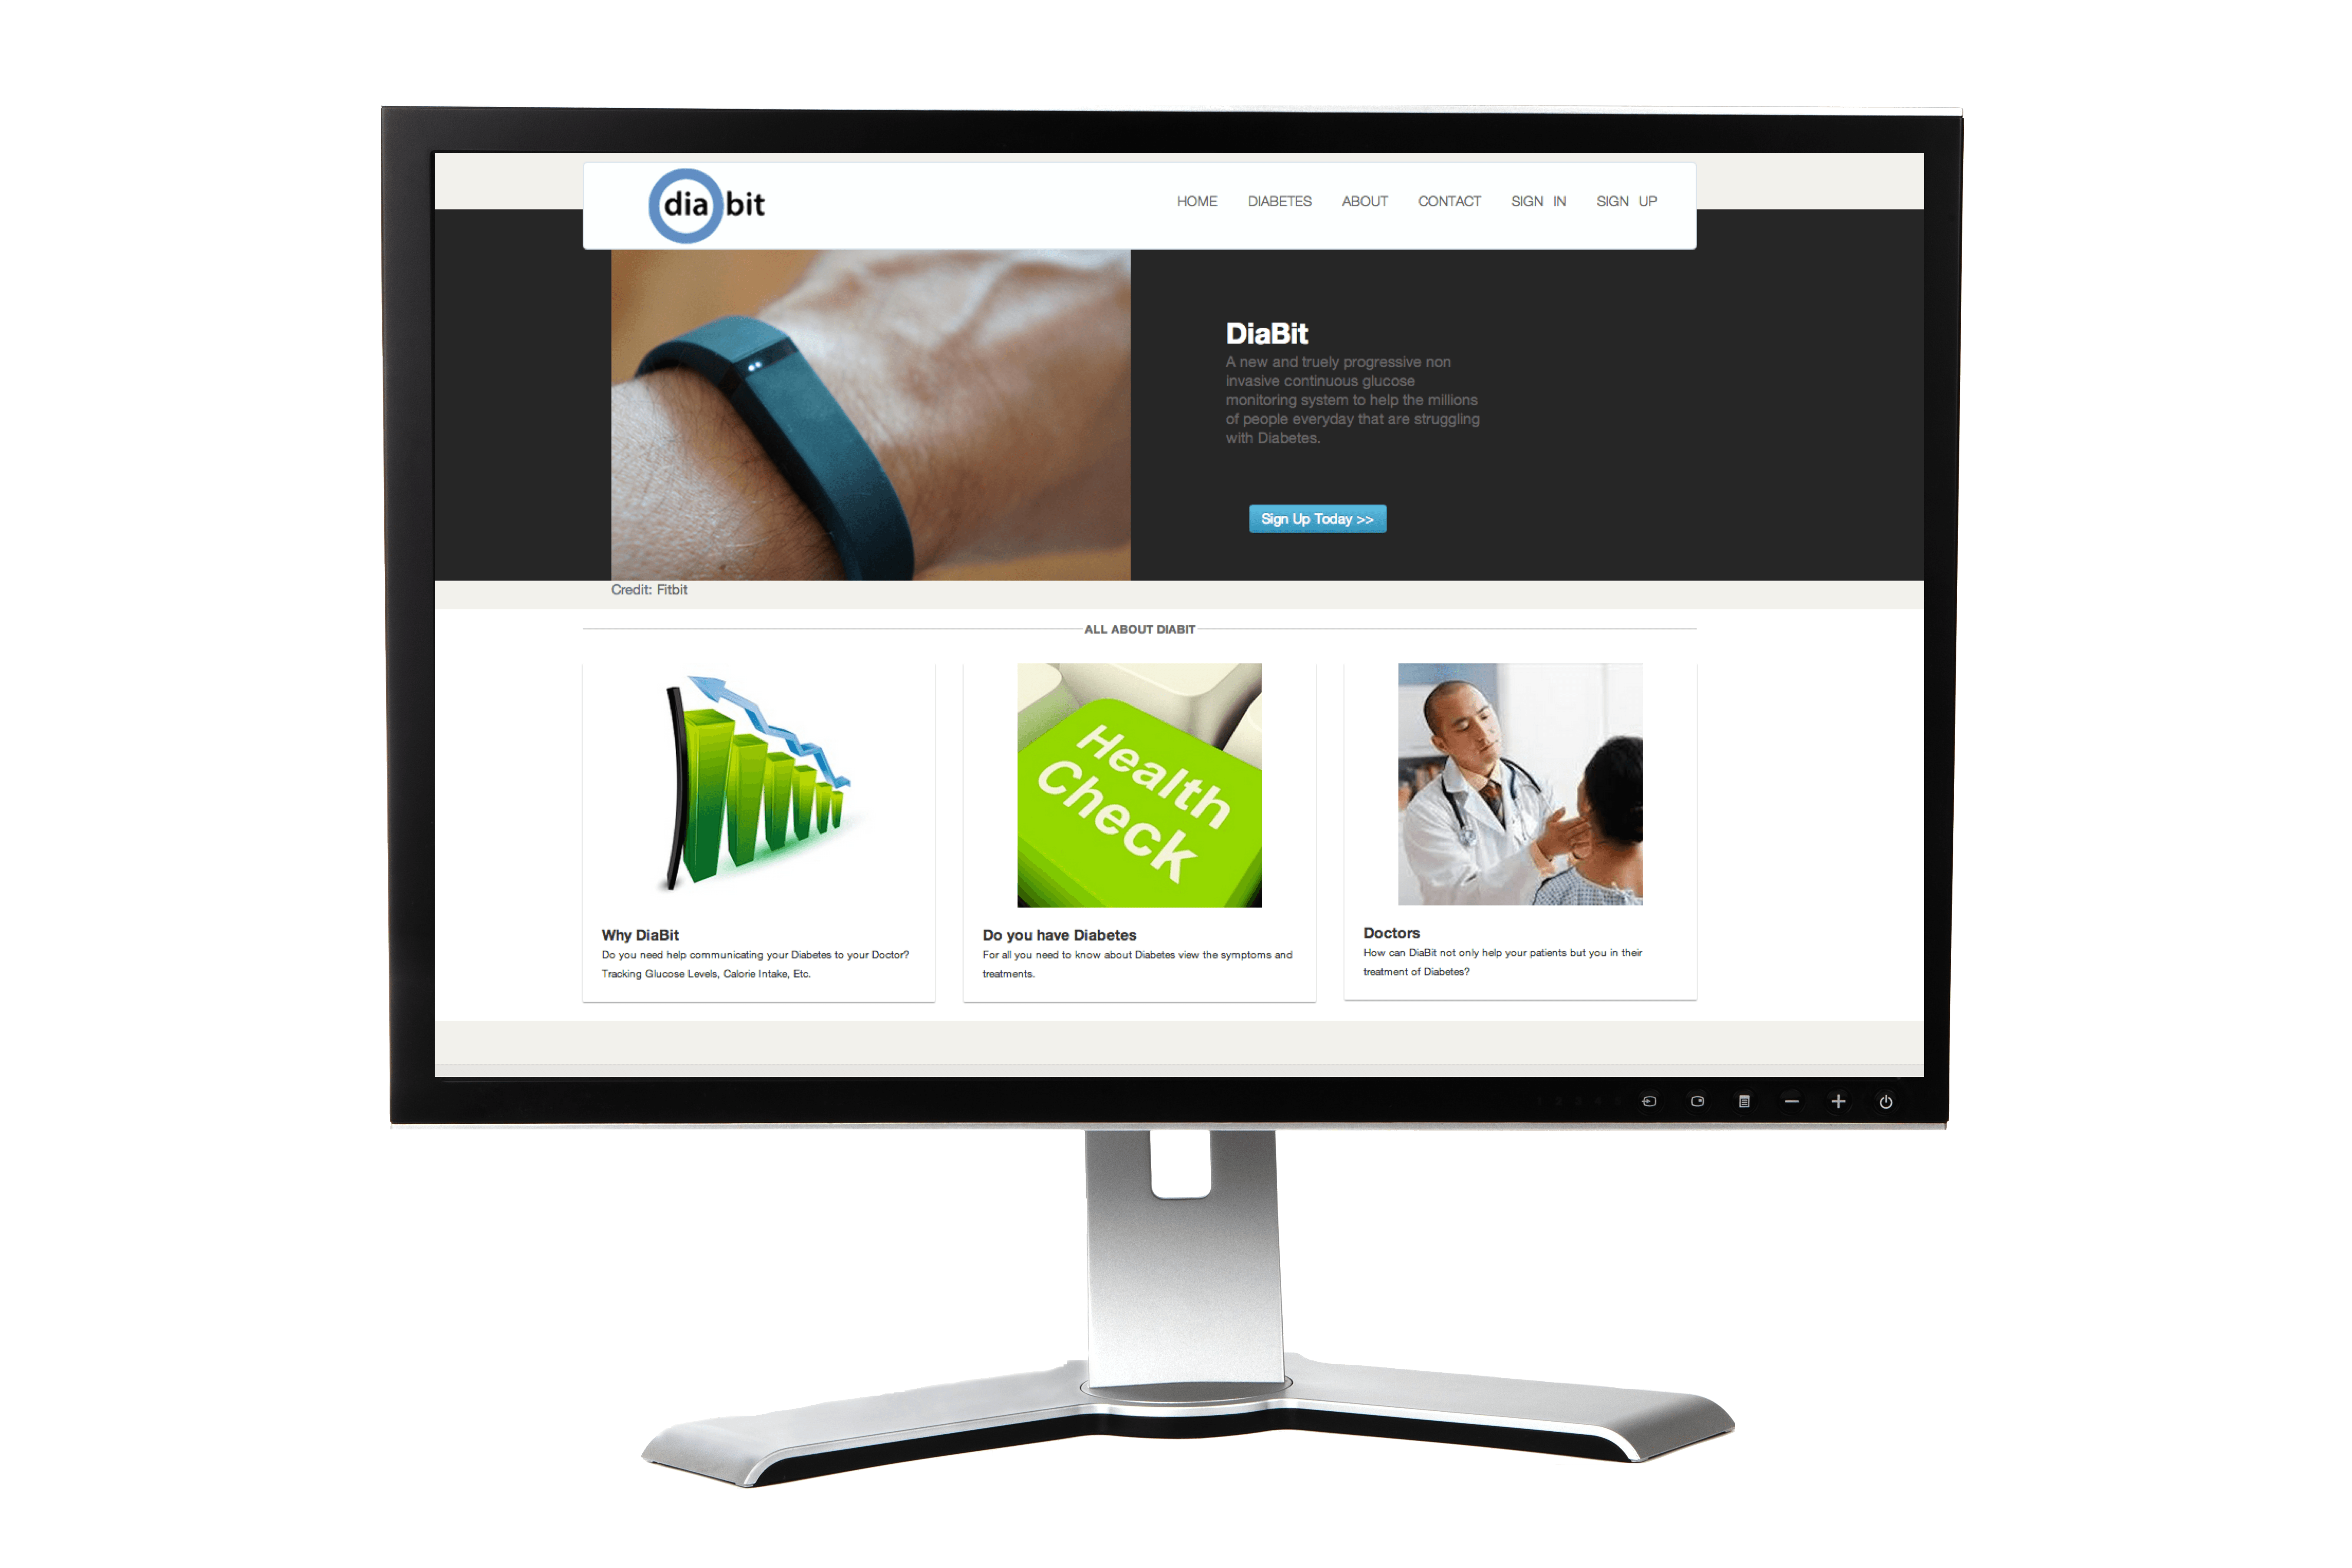 diabit
HOME DIABETES ABOUT CONTACT SIGN IN SIGN UP
DiaBit
A new and truely progressive non
invasive continuous glucose
monitoring system to help the millions
of people everyday that are struggling
with Diabetes.
Sign Up Today >>
Credit: Fitbit
ALL ABOUT DIABIT
Health
Check
Why DiaBit
Do you need help communicating your Diabetes to your Doctor?
Tracking Glucose Levels, Calorie Intake, Etc.
Do you have Diabetes
For all you need to know about Diabetes view the symptoms and
treatments.
Doctors
How can DiaBit not only help your patients but you in their
treatment of Diabetes?